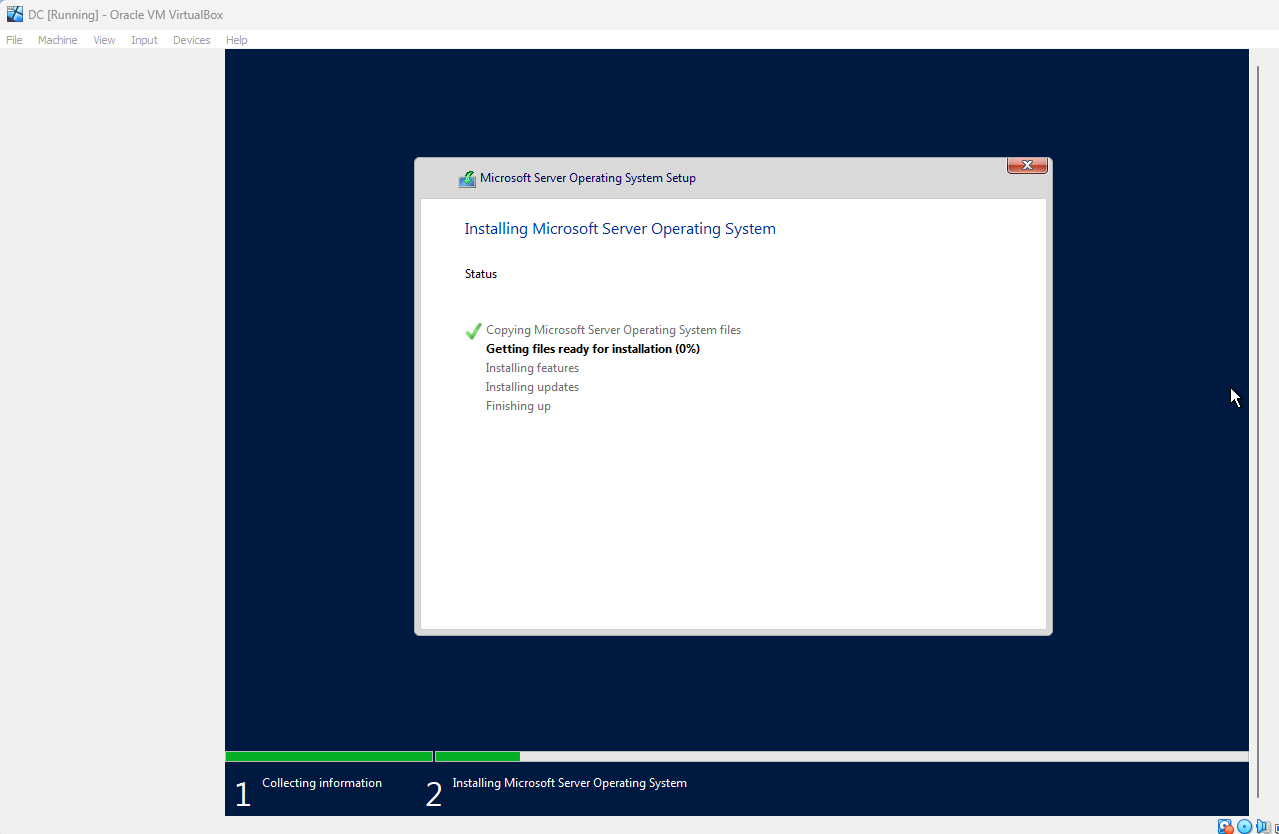 DC [Running] - Oracle VM VirtualBox
File Machine View Input Devices Help
Microsoft Server Operating System Setup
Installing Microsoft Server Operating System
Status
Copying Microsoft Server Operating System files
Getting files ready for installation (0%)
Installing features
Installing updates
Finishing up
1 Collecting information 2 Installing Microsoft Server Operating System